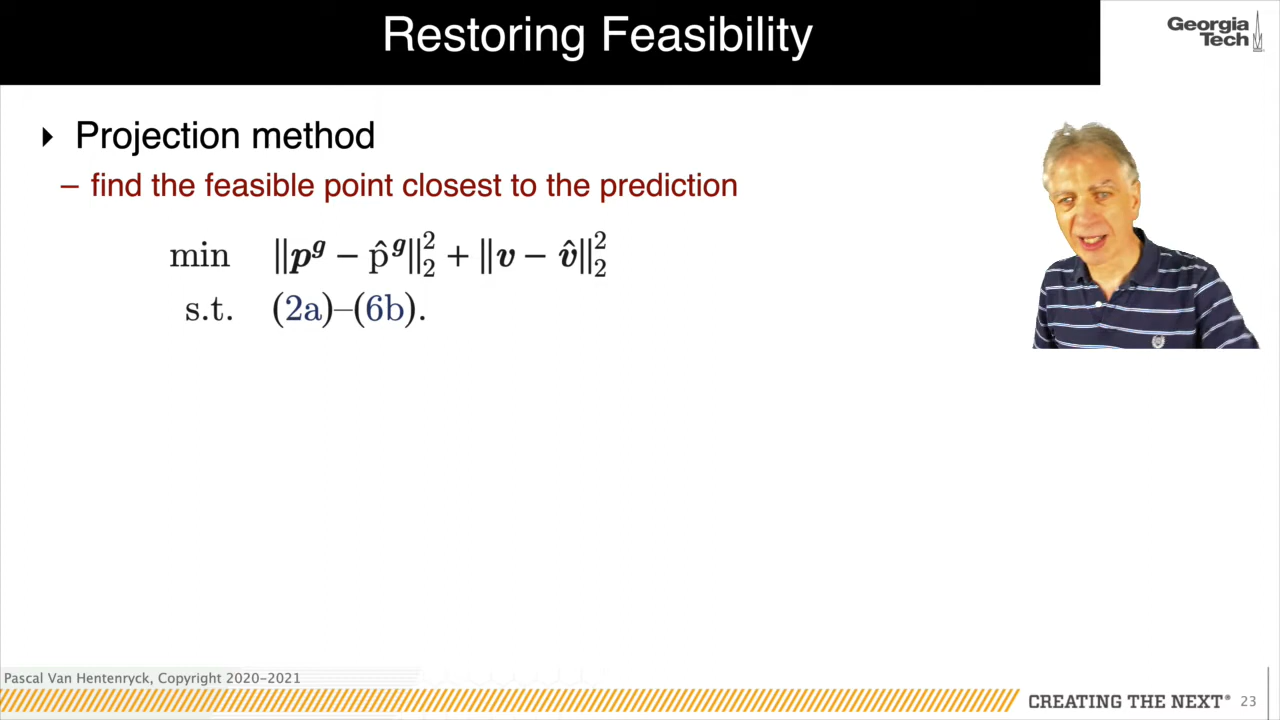 Restoring Feasibility
Georgia
Tech
Projection method
– find the feasible point closest to the prediction
min ‖pᵍ − p̂ᵍ‖₂² + ‖v − v̂‖₂²
s.t. (2a)–(6b).
Pascal Van Hentenryck, Copyright 2020-2021
CREATING THE NEXT®
23